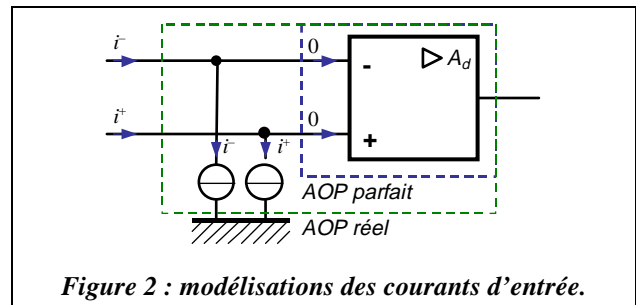 i⁻ 0
- ▷ A_d
i⁺ 0
+
i⁻ i⁺
AOP parfait
AOP réel
Figure 2 : modélisations des courants d'entrée.